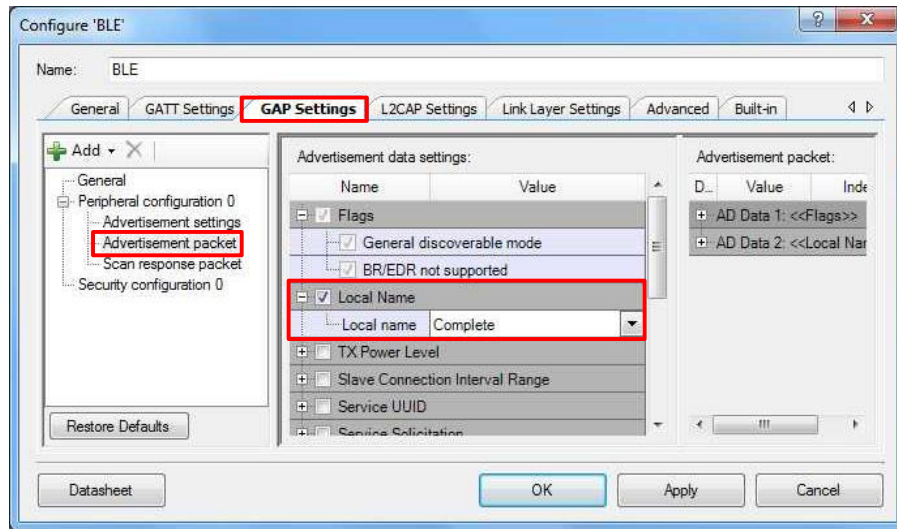 Configure 'BLE'
Name: BLE
General GATT Settings GAP Settings L2CAP Settings Link Layer Settings Advanced Built-in
Add
General
Peripheral configuration 0
Advertisement settings
Advertisement packet
Scan response packet
Security configuration 0
Restore Defaults
Advertisement data settings:
Name Value
Flags
General discoverable mode
BR/EDR not supported
Local Name
Local name Complete
TX Power Level
Slave Connection Interval Range
Service UUID
Service Solicitation
Advertisement packet:
D... Value Inde
AD Data 1: <<Flags>>
AD Data 2: <<Local Nar
Datasheet OK Apply Cancel